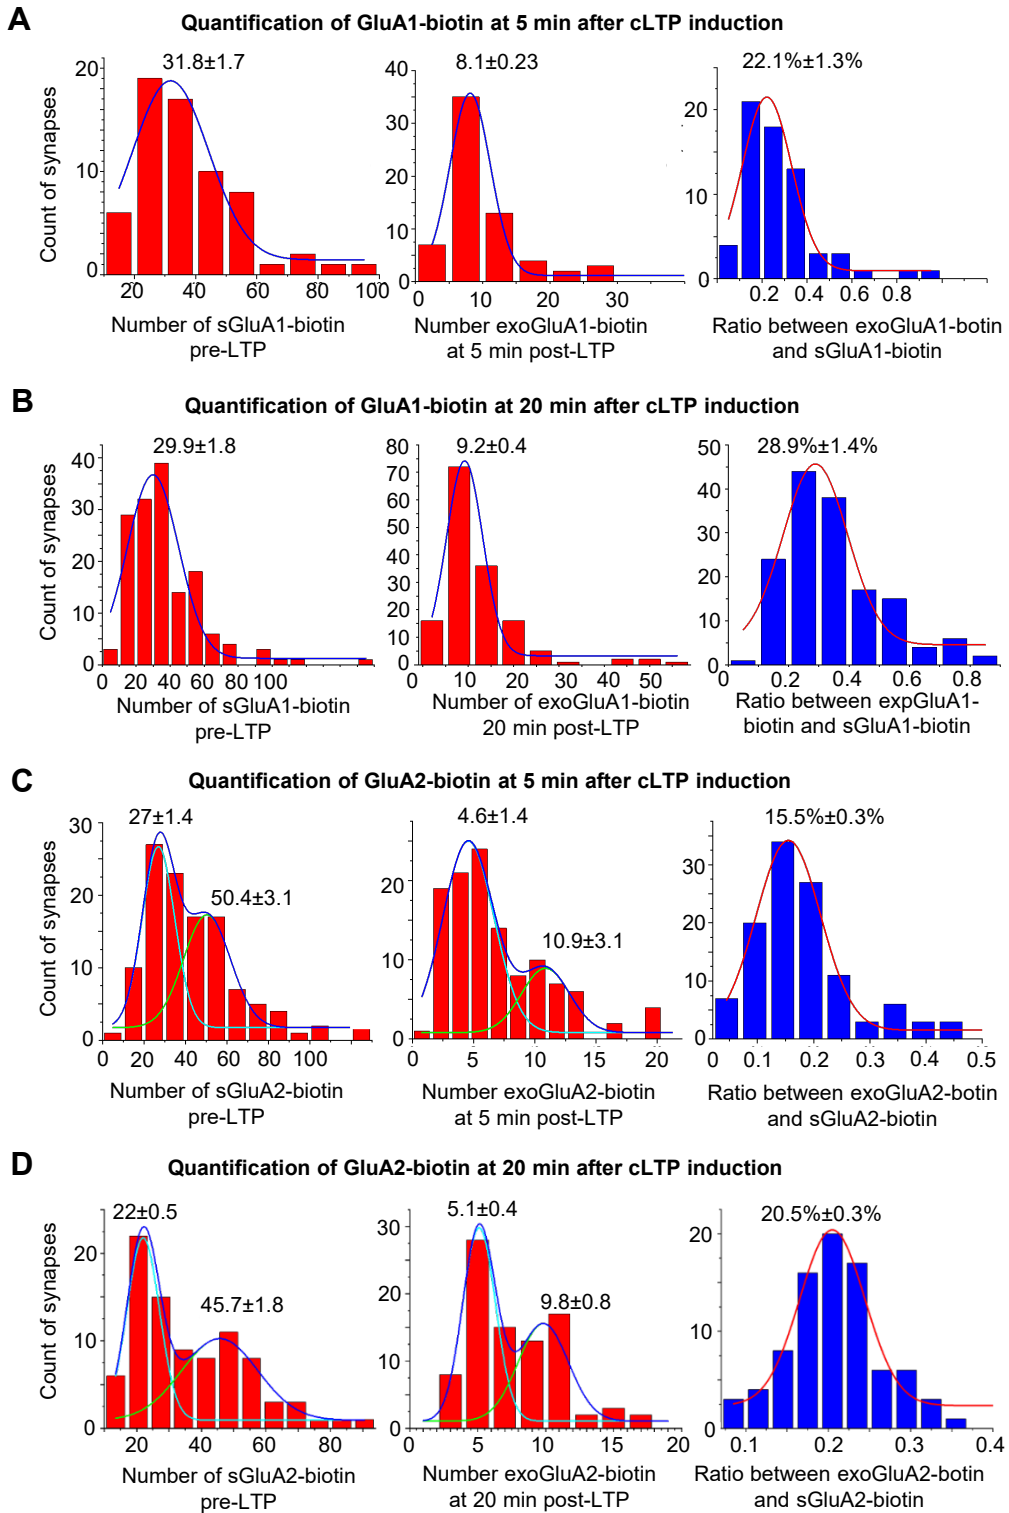 A
Quantification of GluA1-biotin at 5 min after cLTP induction
Count of synapses
31.8±1.7
20
10
0
20 40 60 80 100
Number of sGluA1-biotin
pre-LTP
8.1±0.23
40
30
20
10
0
0 10 20 30
Number exoGluA1-biotin
at 5 min post-LTP
22.1%±1.3%
20
10
0
0.2 0.4 0.6 0.8
Ratio between exoGluA1-botin
and sGluA1-biotin
B
Quantification of GluA1-biotin at 20 min after cLTP induction
Count of synapses
29.9±1.8
40
30
20
10
0
0 20 40 60 80 100
Number of sGluA1-biotin
pre-LTP
9.2±0.4
80
70
60
50
40
30
20
10
0
0 10 20 30 40 50
Number of exoGluA1-biotin
20 min post-LTP
28.9%±1.4%
50
40
30
20
10
0
0 0.2 0.4 0.6 0.8
Ratio between expGluA1-
biotin and sGluA1-biotin
C
Quantification of GluA2-biotin at 5 min after cLTP induction
Count of synapses
27±1.4
50.4±3.1
30
20
10
0
0 20 40 60 80 100
Number of sGluA2-biotin
pre-LTP
4.6±1.4
10.9±3.1
20
10
0
5 10 15 20
Number exoGluA2-biotin
at 5 min post-LTP
15.5%±0.3%
30
20
10
0
0 0.1 0.2 0.3 0.4 0.5
Ratio between exoGluA2-botin
and sGluA2-biotin
D
Quantification of GluA2-biotin at 20 min after cLTP induction
Count of synapses
22±0.5
45.7±1.8
20
10
0
20 40 60 80
Number of sGluA2-biotin
pre-LTP
5.1±0.4
9.8±0.8
30
20
10
0
0 5 10 15 20
Number exoGluA2-biotin
at 20 min post-LTP
20.5%±0.3%
20
10
0
0.1 0.2 0.3 0.4
Ratio between exoGluA2-botin
and sGluA2-biotin